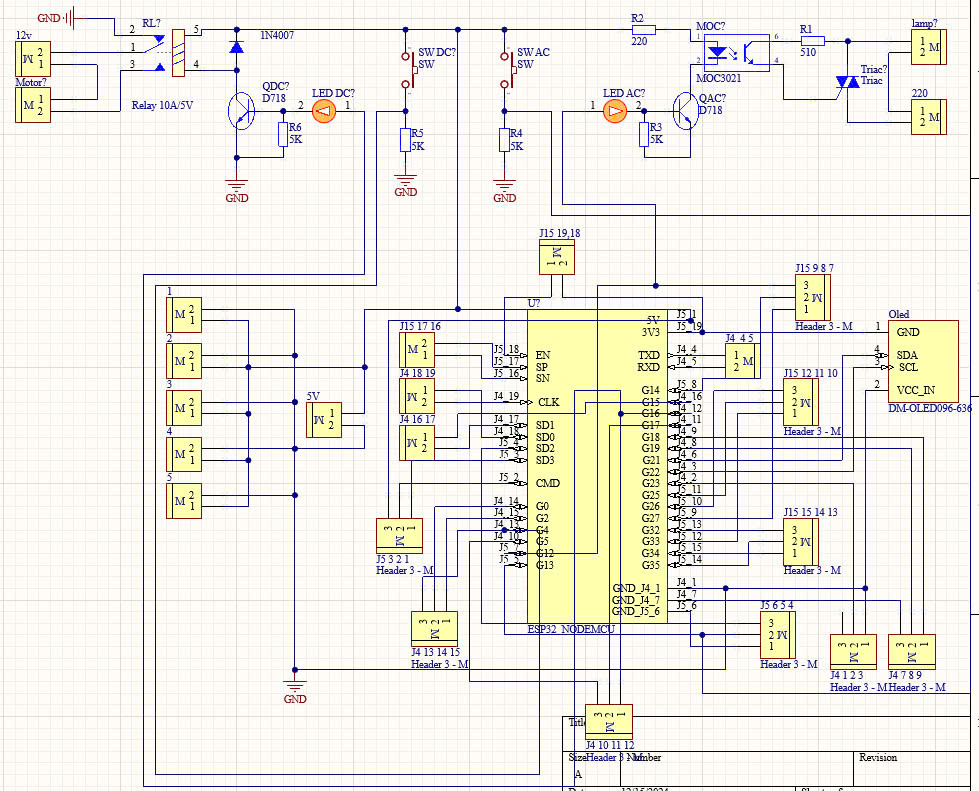 GND
2
RL?
5
1N4007
R2
220
MOC?
1
6
2
4
MOC3021
R1
510
lamp?
1
2 M
12v
M 2
1
1
3
4
SWDC?
SW
SWAC
SW
Triac?
Triac
Motor?
M 1
2
Relay 10A/5V
QDC?
D718
LED DC?
2
1
LED AC?
1
2
QAC?
D718
220
1
2 M
R6
5K
R5
5K
R4
5K
R3
5K
GND
GND
GND
J15 19,18
M
1 2
J15 9 8 7
3
2 M
1
Header 3 - M
1
M 2
1
2
M 2
1
3
M 2
1
4
M 2
1
5
M 2
1
5V
M 2
1
J15 17 16
M 2
1
J4 18 19
M 1
2
J4 16 17
M 1
2
U?
5V J5_1
3V3 J5_19
J5_18 EN
TXD J4_4
J5_17 SP
RXD J4_5
J5_16 SN
G14 J5_8
J4_19 CLK
G15 J4_16
G16 J4_12
J4_17 SD1
G17 J4_11
J4_18 SD0
G18 J4_9
J5_4 SD2
G19 J4_8
J5_3 SD3
G21 J4_6
G22 J4_3
J5_2 CMD
G23 J4_2
G25 J5_11
J4_14 G0
G26 J5_10
J4_15 G2
G27 J5_9
J4_13 G4
G32 J5_13
J4_10 G5
G33 J5_12
J5_7 G12
G34 J5_15
J5_5 G13
G35 J5_14
GND_J4_1 J4_1
GND_J4_7 J4_7
GND_J5_6 J5_6
ESP32_NODEMCU
J4 4 5
1 M
2
Oled
1 GND
4 SDA
3 SCL
2 VCC_IN
DM-OLED096-636
J15 12 11 10
3
2 M
1
Header 3 - M
J15 15 14 13
3
2 M
1
Header 3 - M
3 2 1
M
J5 3 2 1
Header 3 - M
3 2 1
M
J4 13 14 15
Header 3 - M
J5 6 5 4
3
2 M
1
Header 3 - M
3 2 1
M
J4 1 2 3
Header 3 - M
3 2 1
M
J4 7 8 9
Header 3 - M
GND
3 2 1
M
J4 10 11 12
Header 3 - M
Title
Size
Number
Revision
A